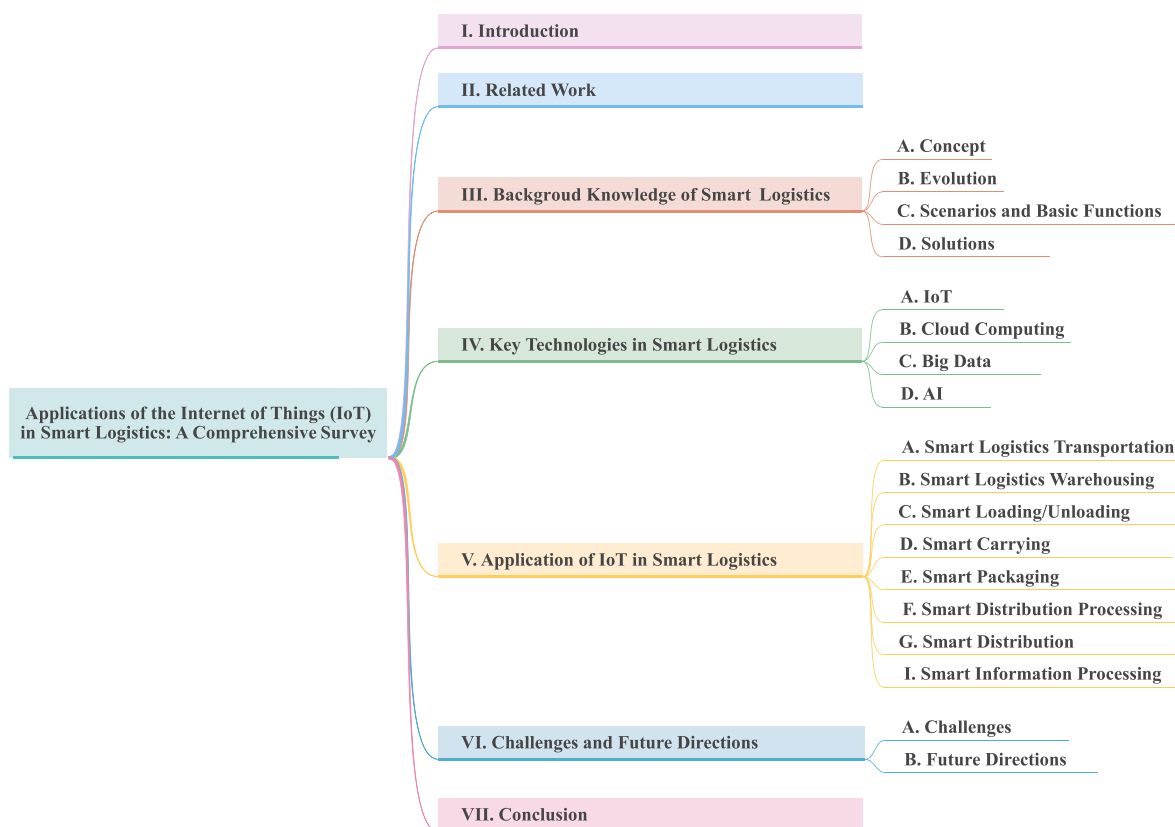 Applications of the Internet of Things (IoT)
in Smart Logistics: A Comprehensive Survey
I. Introduction
II. Related Work
III. Backgroud Knowledge of Smart Logistics
A. Concept
B. Evolution
C. Scenarios and Basic Functions
D. Solutions
IV. Key Technologies in Smart Logistics
A. IoT
B. Cloud Computing
C. Big Data
D. AI
V. Application of IoT in Smart Logistics
A. Smart Logistics Transportation
B. Smart Logistics Warehousing
C. Smart Loading/Unloading
D. Smart Carrying
E. Smart Packaging
F. Smart Distribution Processing
G. Smart Distribution
I. Smart Information Processing
VI. Challenges and Future Directions
A. Challenges
B. Future Directions
VII. Conclusion